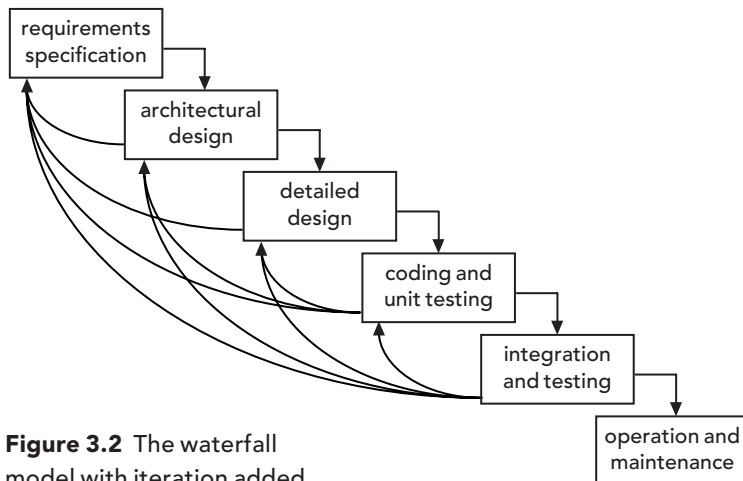 requirements
specification
architectural
design
detailed
design
coding and
unit testing
integration
and testing
operation and
maintenance
Figure 3.2 The waterfall
model with iteration added